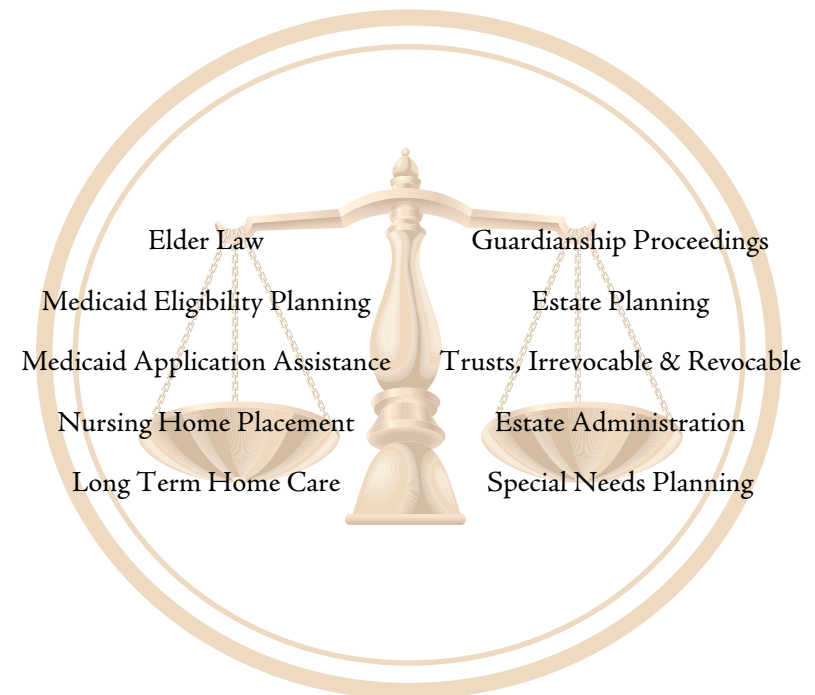 Elder Law
Medicaid Eligibility Planning
Medicaid Application Assistance
Nursing Home Placement
Long Term Home Care
Guardianship Proceedings
Estate Planning
Trusts, Irrevocable & Revocable
Estate Administration
Special Needs Planning